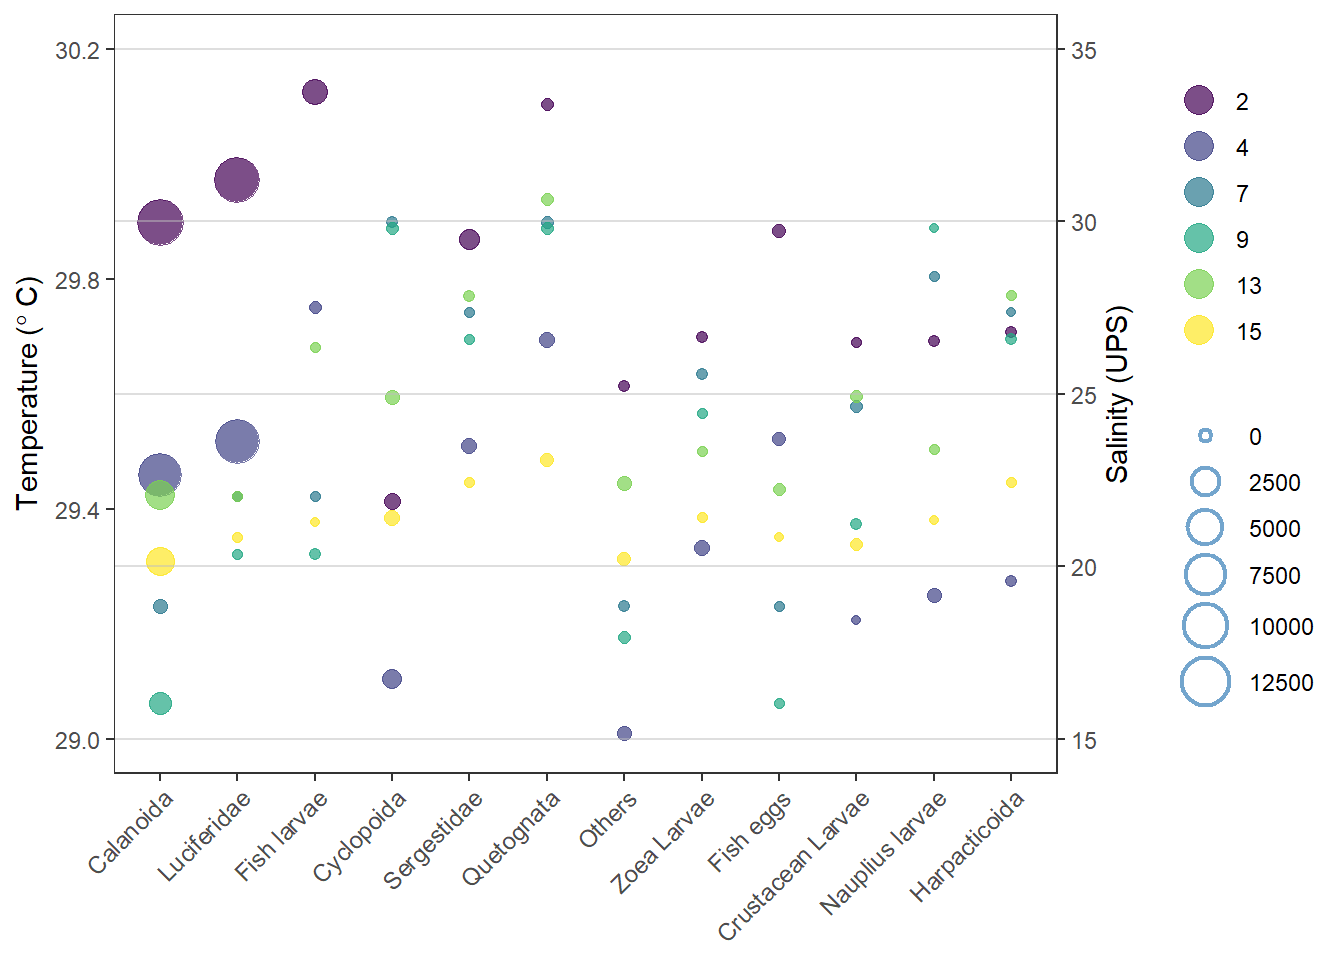 30.2
29.8
29.4
29.0
Temperature (° C)
35
30
25
20
15
Salinity (UPS)
Calanoida
Luciferidae
Fish larvae
Cyclopoida
Sergestidae
Quetognata
Others
Zoea Larvae
Fish eggs
Crustacean Larvae
Nauplius larvae
Harpacticoida
2
4
7
9
13
15
0
2500
5000
7500
10000
12500